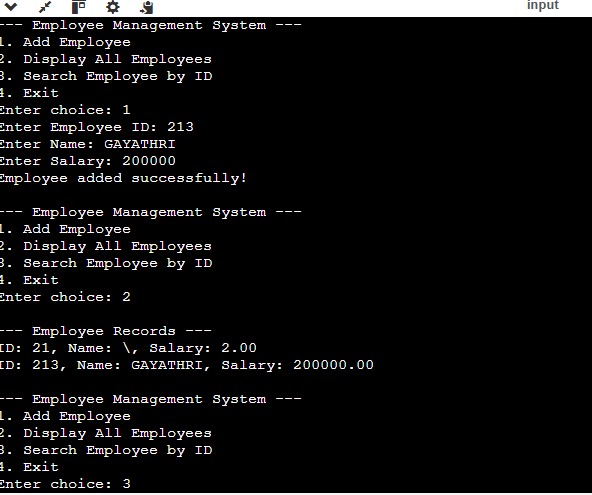 input
--- Employee Management System ---
1. Add Employee
2. Display All Employees
3. Search Employee by ID
4. Exit
Enter choice: 1
Enter Employee ID: 213
Enter Name: GAYATHRI
Enter Salary: 200000
Employee added successfully!
--- Employee Management System ---
1. Add Employee
2. Display All Employees
3. Search Employee by ID
4. Exit
Enter choice: 2
--- Employee Records ---
ID: 21, Name: \, Salary: 2.00
ID: 213, Name: GAYATHRI, Salary: 200000.00
--- Employee Management System ---
1. Add Employee
2. Display All Employees
3. Search Employee by ID
4. Exit
Enter choice: 3